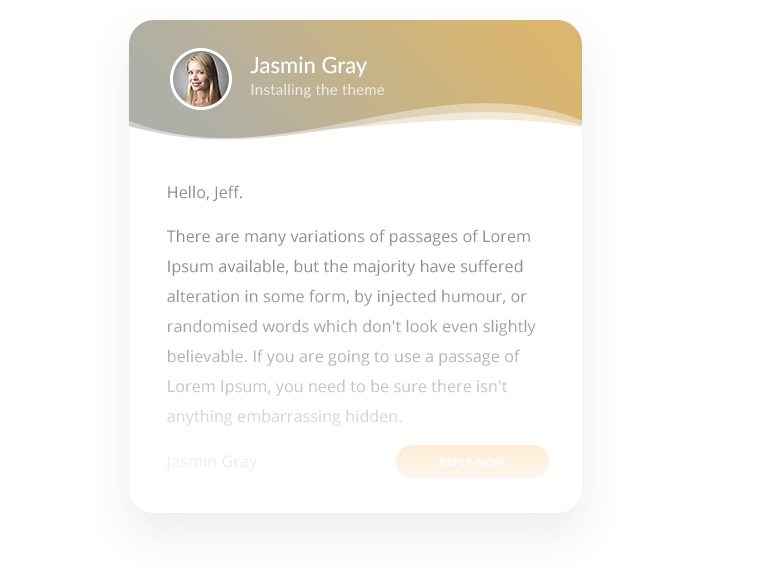 Jasmin Gray
Installing the theme
Hello, Jeff.
There are many variations of passages of Lorem
Ipsum available, but the majority have suffered
alteration in some form, by injected humour, or
randomised words which don't look even slightly
believable. If you are going to use a passage of
Lorem Ipsum, you need to be sure there isn't
anything embarrassing hidden.
Jasmin Gray
REPLY NOW